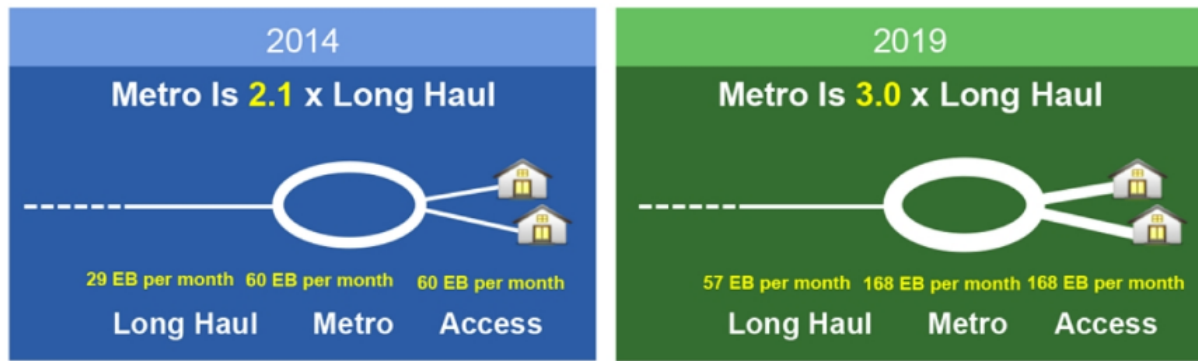 2014
Metro Is 2.1 x Long Haul
29 EB per month 60 EB per month 60 EB per month
Long Haul Metro Access
2019
Metro Is 3.0 x Long Haul
57 EB per month 168 EB per month 168 EB per month
Long Haul Metro Access